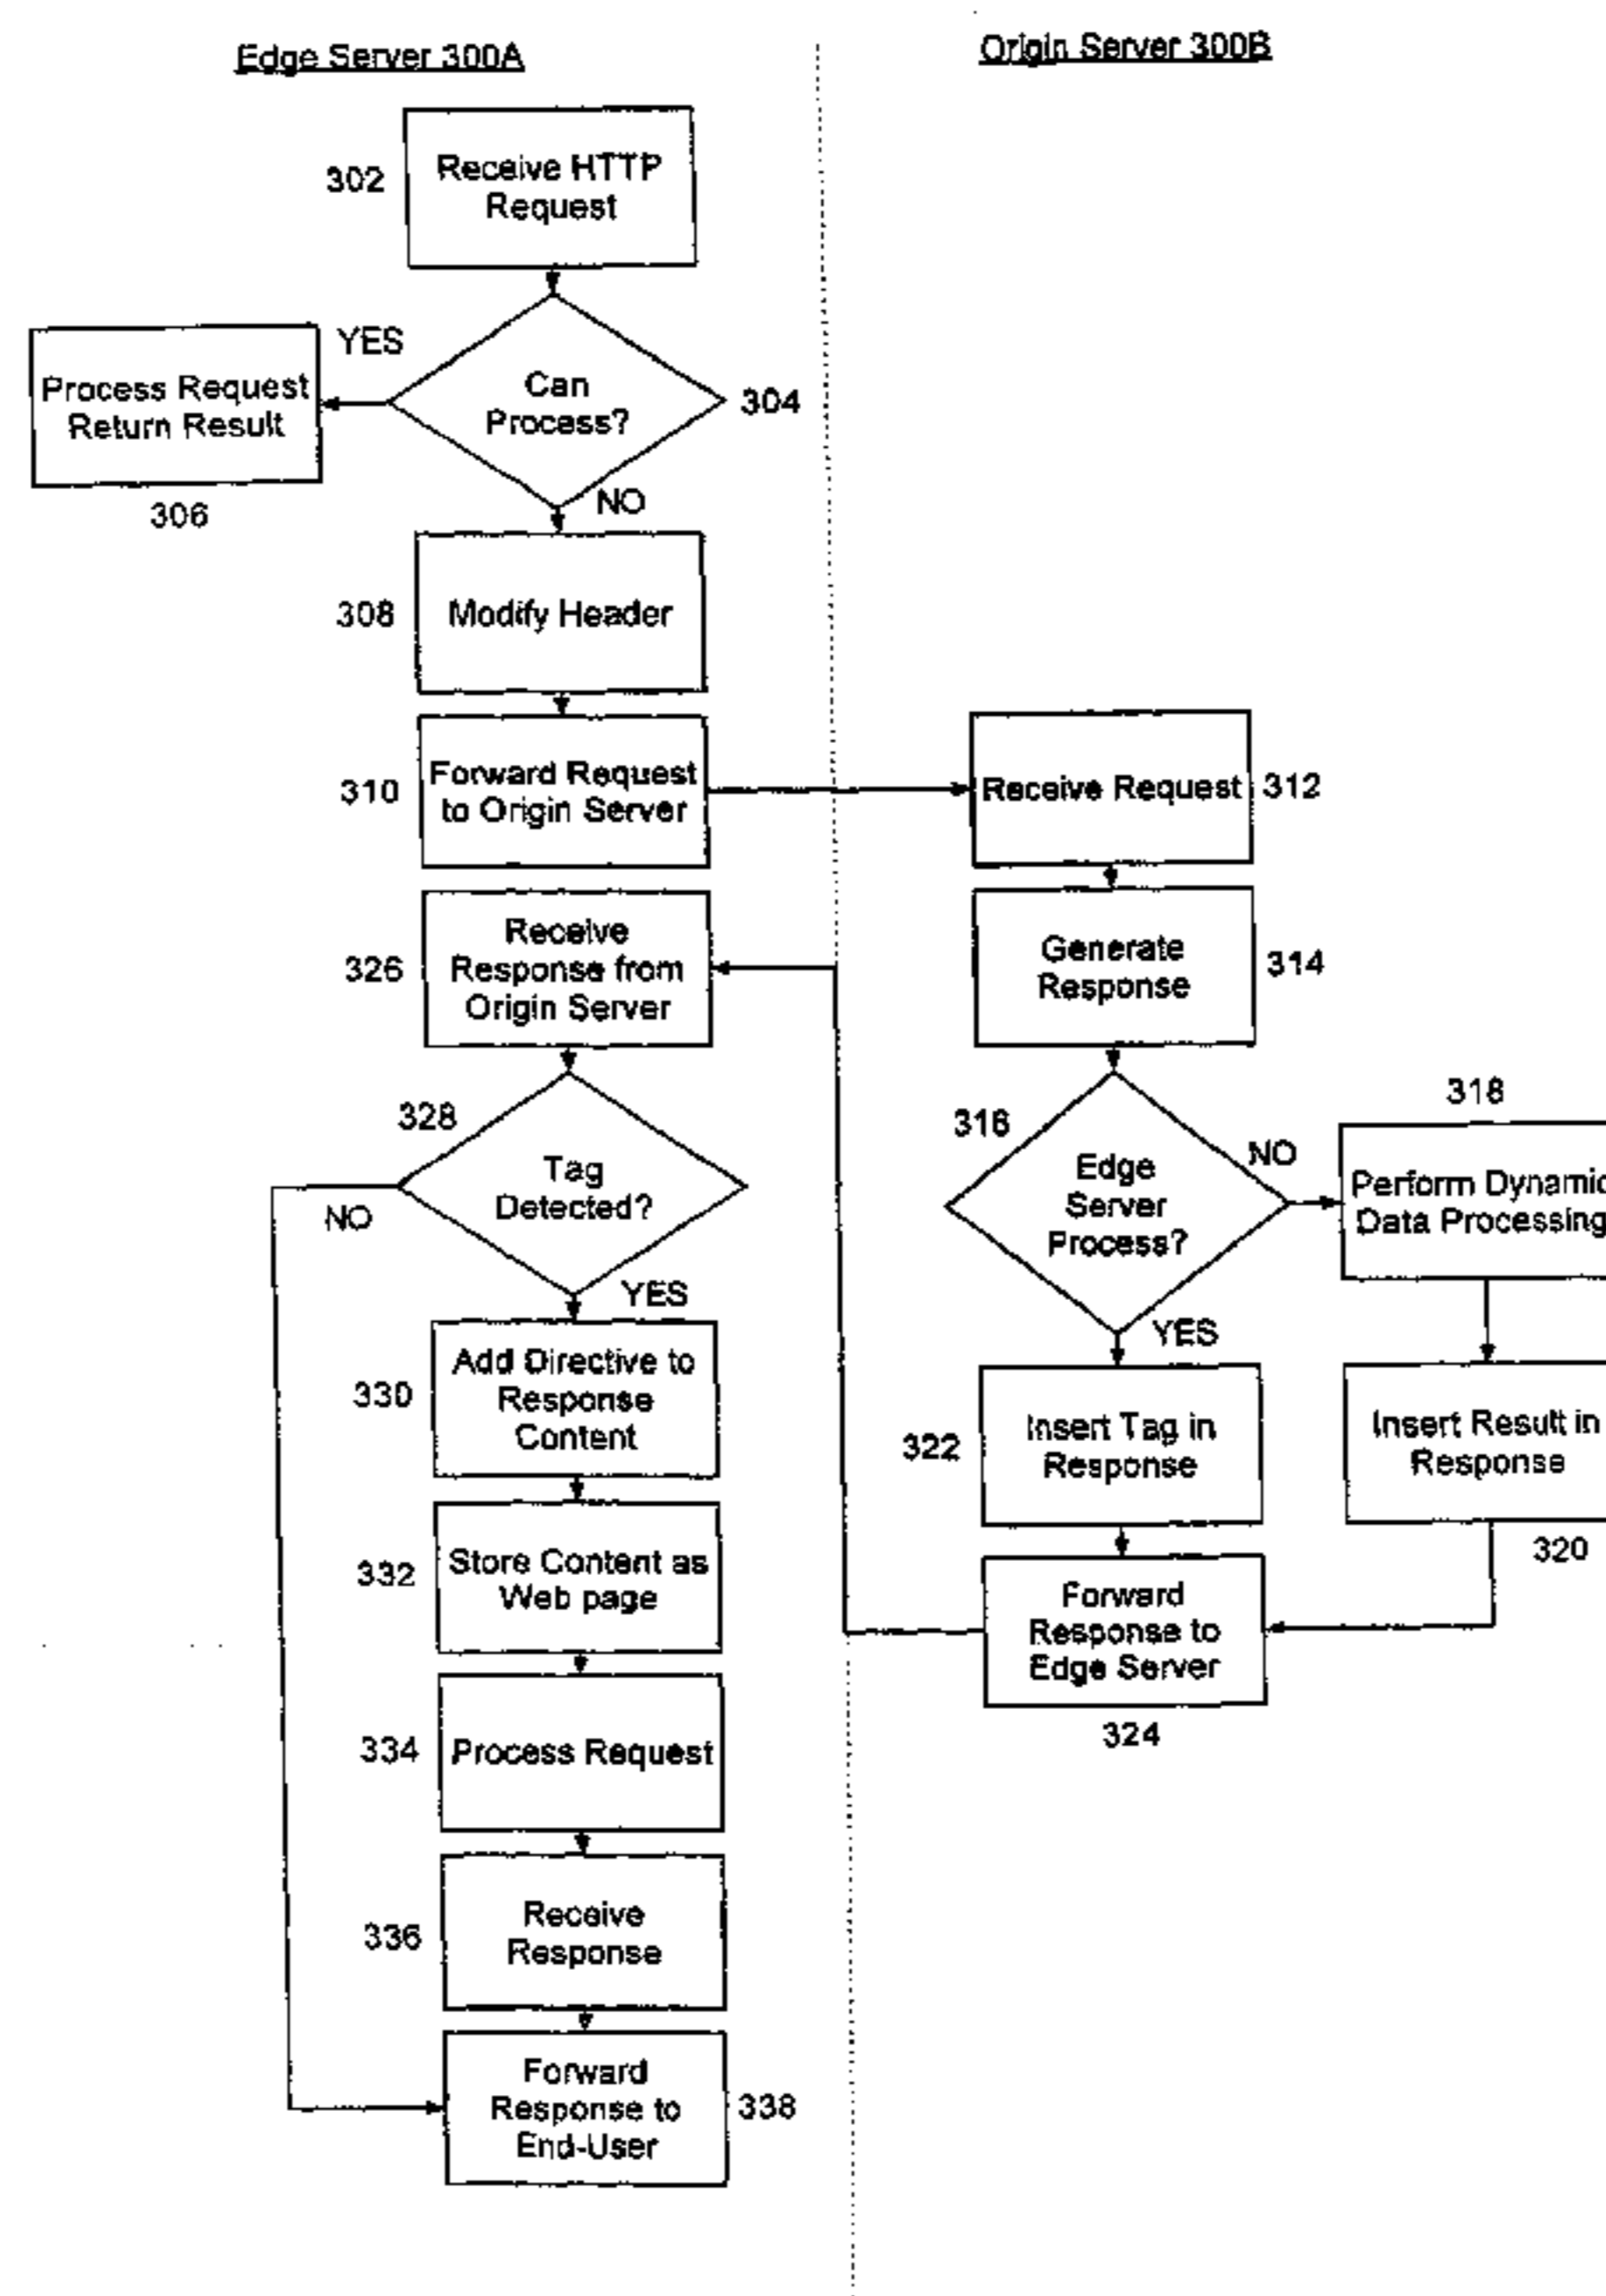 Edge Server 300A
Origin Server 300B
302
Receive HTTP
Request
YES
Process Request
Return Result
306
Can
Process?
304
NO
308
Modify Header
310
Forward Request
to Origin Server
Receive Request
312
326
Receive
Response from
Origin Server
Generate
Response
314
328
Tag
Detected?
NO
YES
316
Edge
Server
Process?
NO
YES
318
Perform Dynamic
Data Processing
330
Add Directive to
Response
Content
322
Insert Tag in
Response
Insert Result in
Response
320
332
Store Content as
Web page
Forward
Response to
Edge Server
324
334
Process Request
336
Receive
Response
Forward
Response to
End-User
338